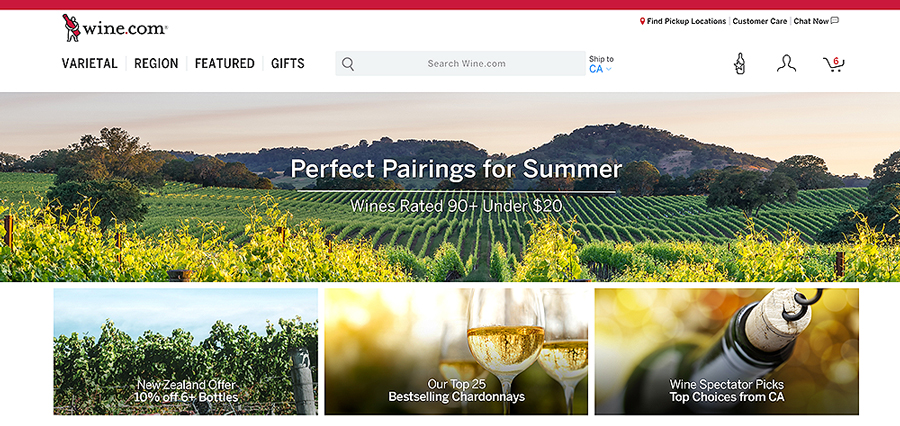 wine.com
Find Pickup Locations | Customer Care | Chat Now
VARIETAL REGION FEATURED GIFTS
Search Wine.com
Ship to
CA
6
Perfect Pairings for Summer
Wines Rated 90+ Under $20
New Zealand Offer
10% off 6+ Bottles
Our Top 25
Bestselling Chardonnays
Wine Spectator Picks
Top Choices from CA